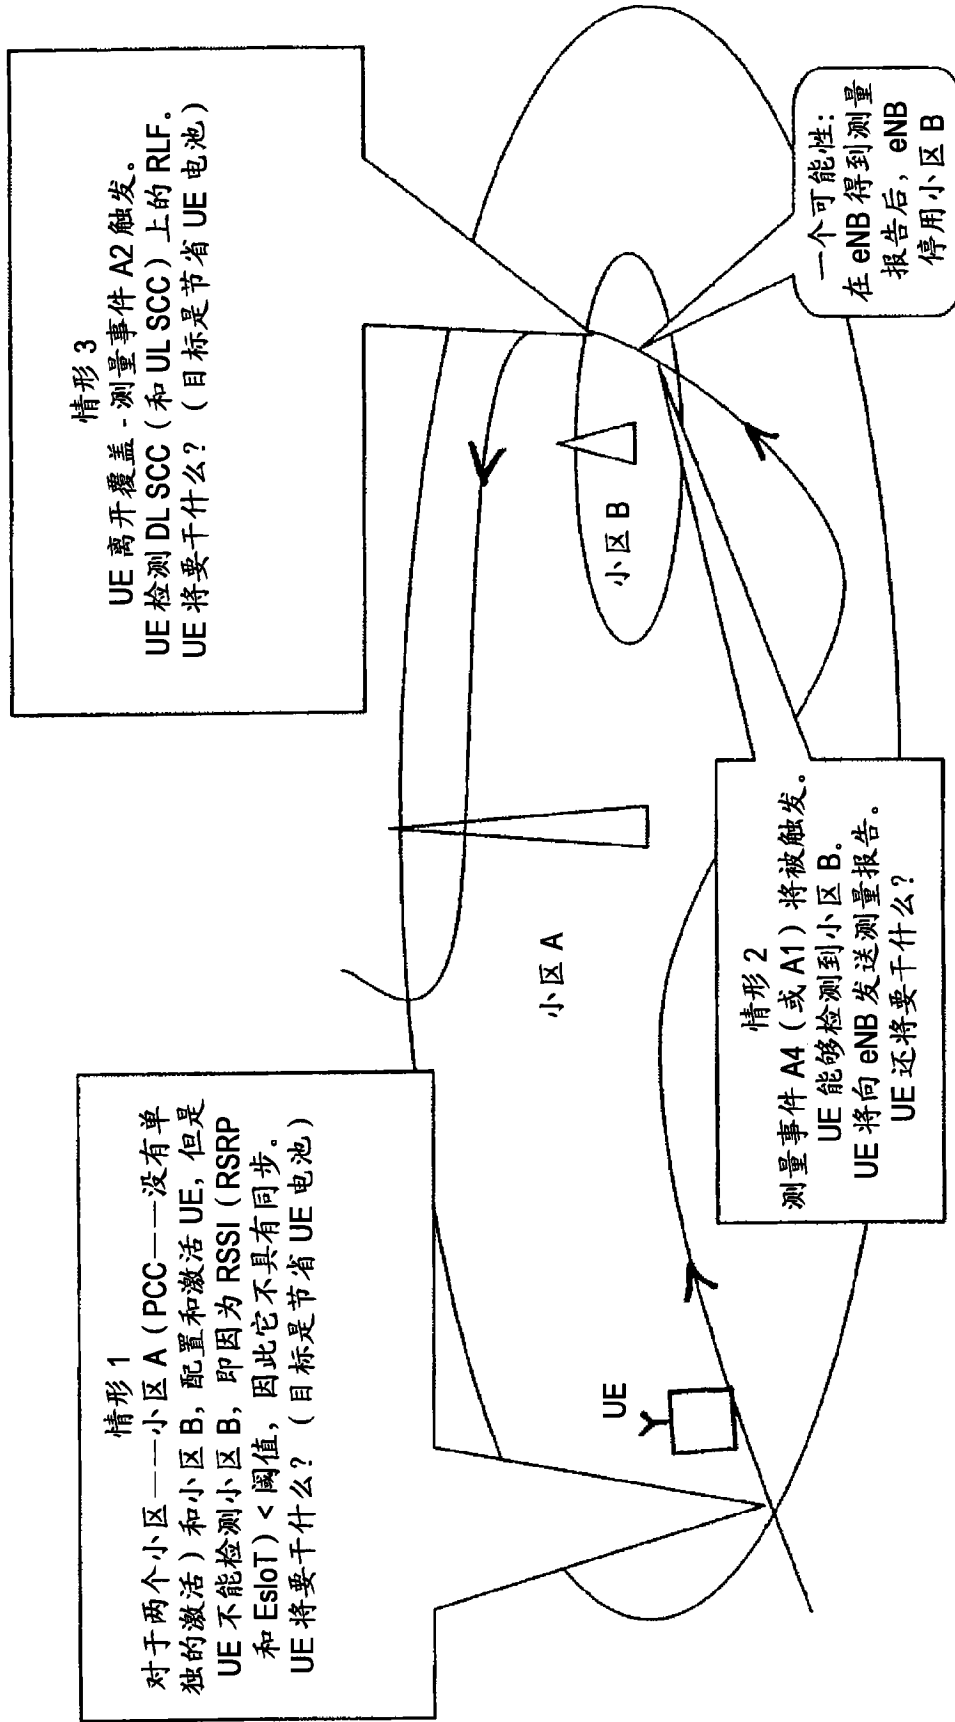 情形 1
对于两个小区——小区 A（PCC——没有单
独的激活）和小区 B, 配置和激活 UE, 但是
UE 不能检测小区 B, 即因为 RSSI（RSRP
和 EsIoT）< 阈值, 因此它不具有同步。
UE 将要干什么？（目标是节省 UE 电池）
UE
小区 A
情形 2
测量事件 A4（或 A1）将被触发。
UE 能够检测到小区 B.
UE 将向 eNB 发送测量报告。
UE 还将要干什么？
小区 B
情形 3
UE 离开覆盖 - 测量事件 A2 触发。
UE 检测 DL SCC（和 UL SCC）上的 RLF.
UE 将要干什么？（目标是节省 UE 电池）
一个可能性:
在 eNB 得到测量
报告后, eNB
停用小区 B